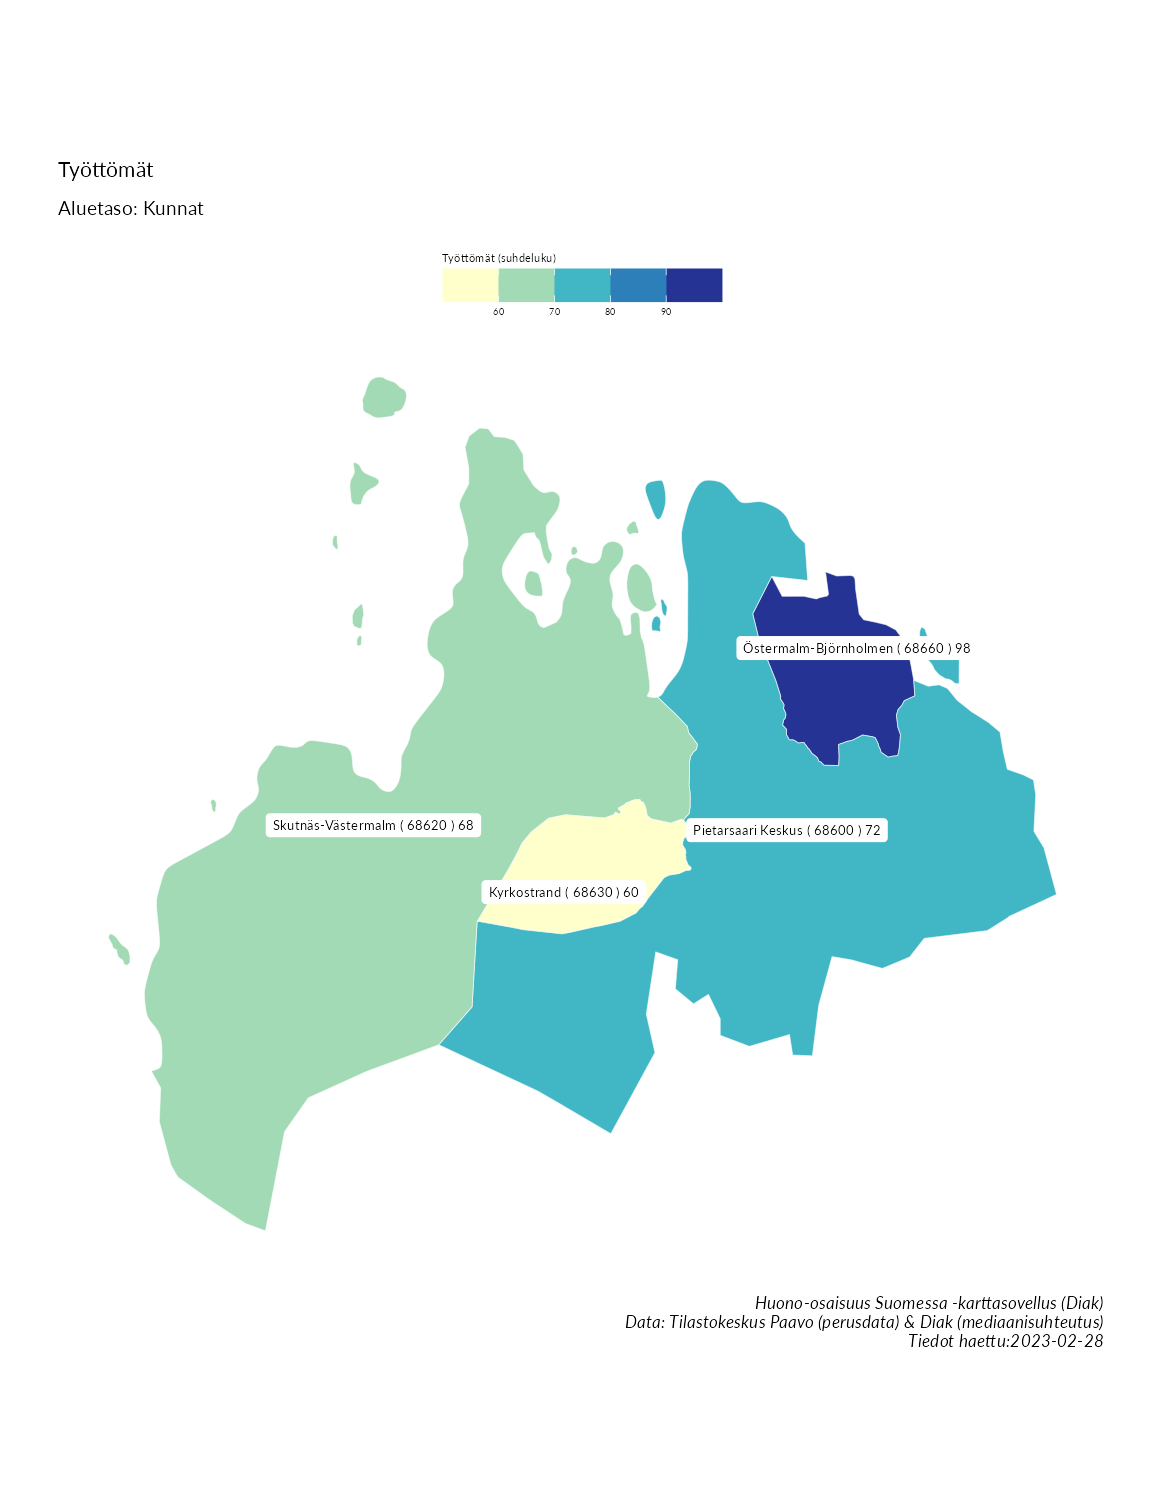 Työttömät
Aluetaso: Kunnat
Työttömät (suhdeluku)
60 70 80 90
Östermalm-Björnholmen ( 68660 ) 98
Skutnäs-Västermalm ( 68620 ) 68
Pietarsaari Keskus ( 68600 ) 72
Kyrkostrand ( 68630 ) 60
Huono-osaisuus Suomessa -karttasovellus (Diak)
Data: Tilastokeskus Paavo (perusdata) & Diak (mediaanisuhteutus)
Tiedot haettu:2023-02-28